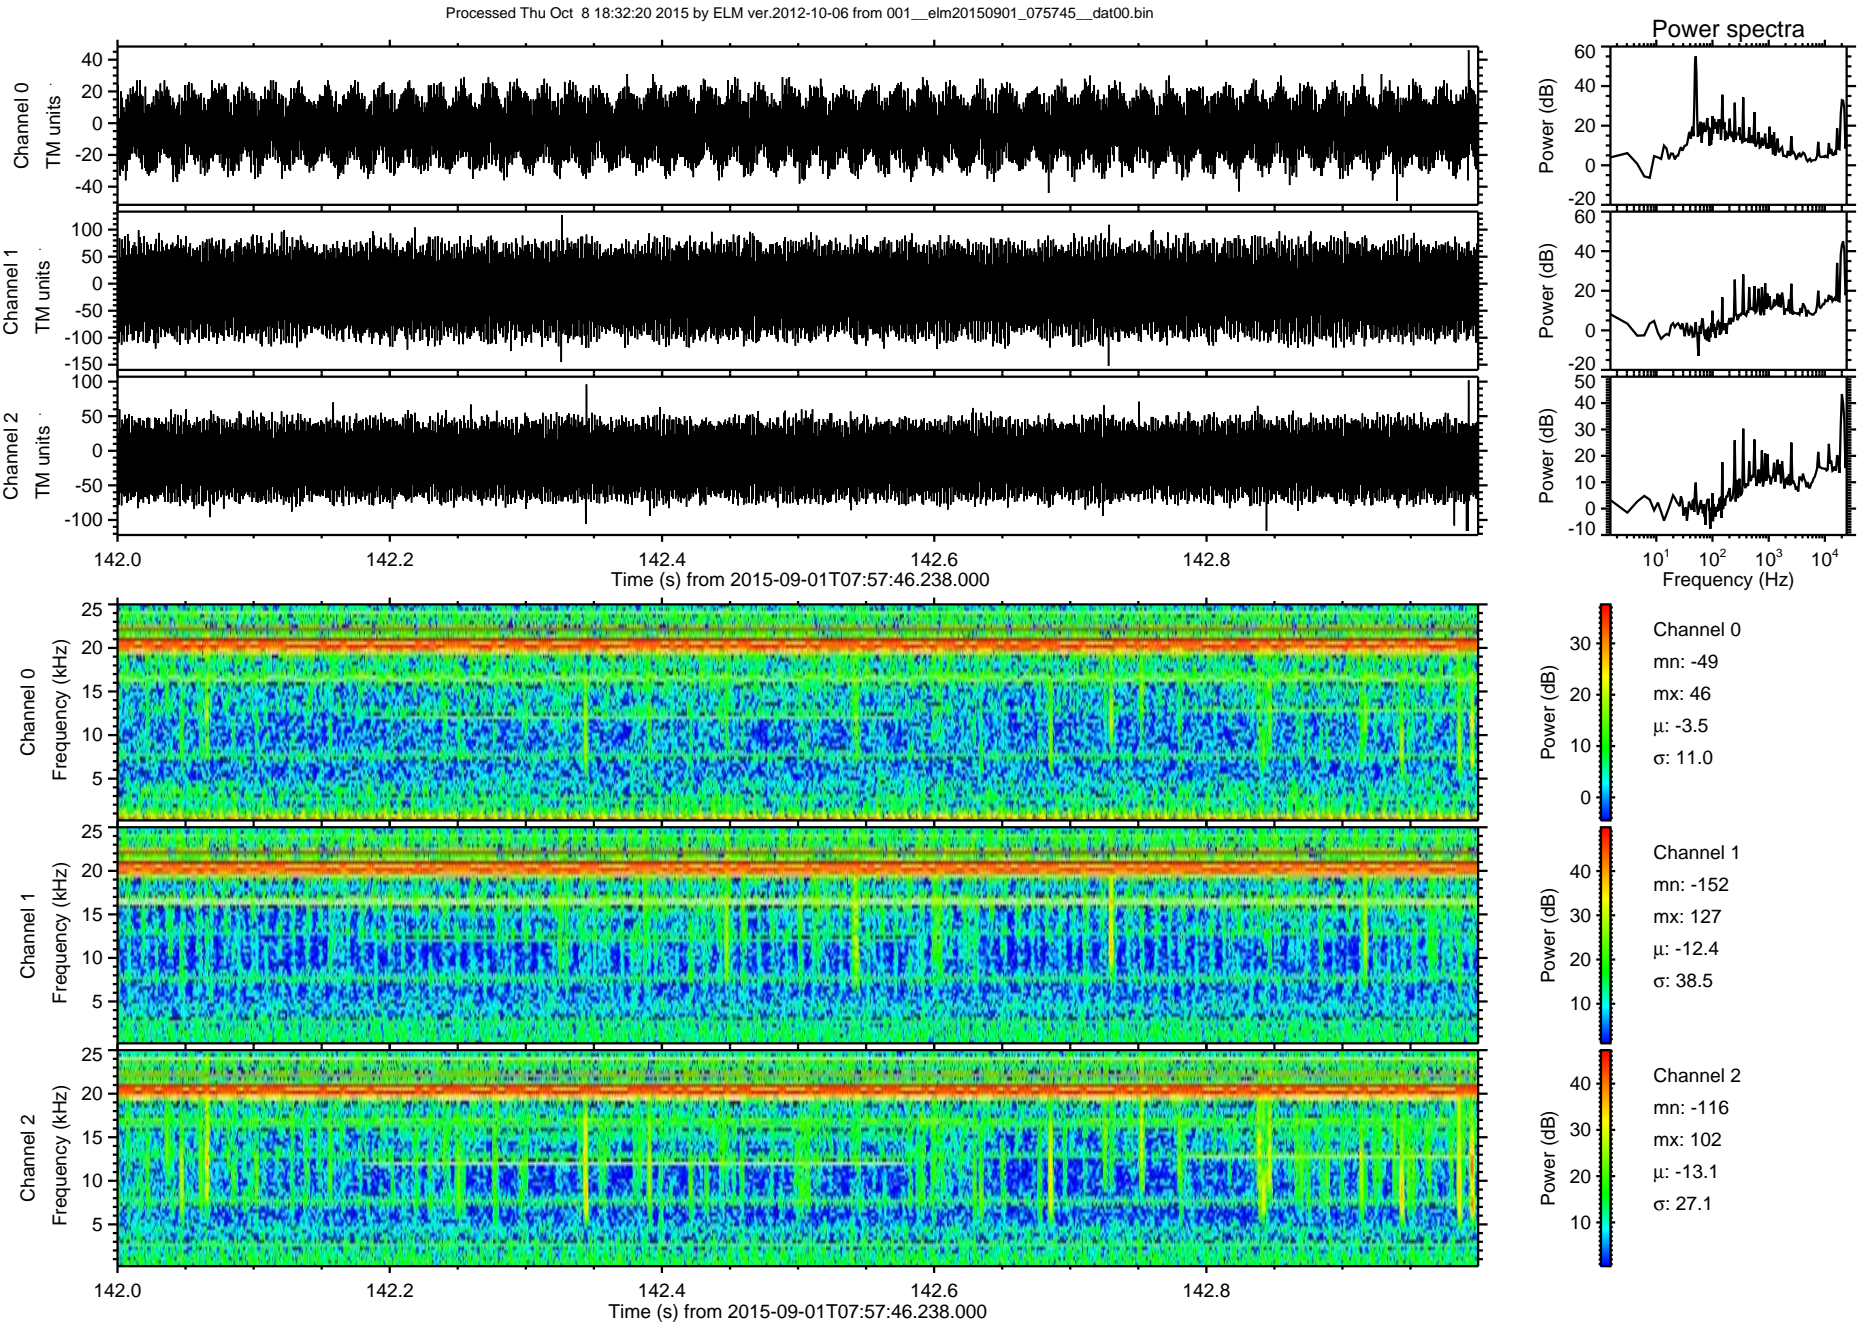 Processed Thu Oct  8 18:32:20 2015 by ELM ver.2012-10-06 from 001__elm20150901_075745__dat00.bin
Power spectra
Channel 0
TM units
40
20
0
-20
-40
Power (dB)
60
40
20
0
-20
Channel 1
TM units
100
50
0
-50
-100
-150
Power (dB)
60
40
20
0
-20
Channel 2
TM units
100
50
0
-50
-100
Power (dB)
50
40
30
20
10
0
-10
142.0 142.2 142.4 142.6 142.8
Time (s) from 2015-09-01T07:57:46.238.000
10¹ 10² 10³ 10⁴
Frequency (Hz)
Channel 0
Frequency (kHz)
25
20
15
10
5
Power (dB)
30
20
10
0
Channel 0
mn: -49
mx: 46
μ: -3.5
σ: 11.0
Channel 1
Frequency (kHz)
25
20
15
10
5
Power (dB)
40
30
20
10
Channel 1
mn: -152
mx: 127
μ: -12.4
σ: 38.5
Channel 2
Frequency (kHz)
25
20
15
10
5
Power (dB)
40
30
20
10
Channel 2
mn: -116
mx: 102
μ: -13.1
σ: 27.1
142.0 142.2 142.4 142.6 142.8
Time (s) from 2015-09-01T07:57:46.238.000